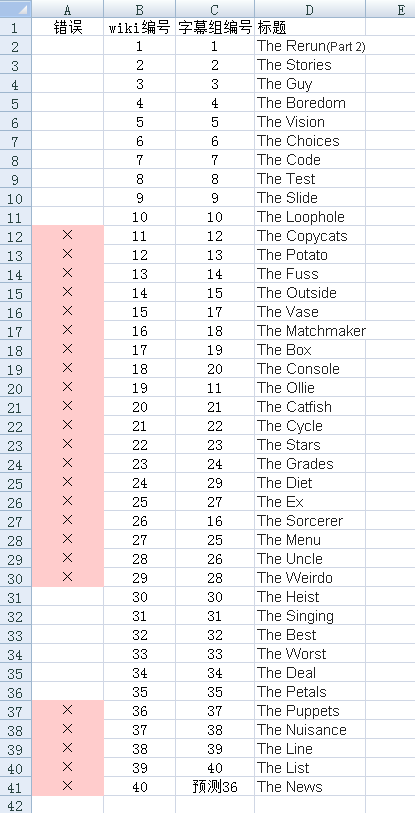 A B C D E
1 错误 wiki编号 字幕组编号 标题
2 1 1 The Rerun(Part 2)
3 2 2 The Stories
4 3 3 The Guy
5 4 4 The Boredom
6 5 5 The Vision
7 6 6 The Choices
8 7 7 The Code
9 8 8 The Test
10 9 9 The Slide
11 10 10 The Loophole
12 × 11 12 The Copycats
13 × 12 13 The Potato
14 × 13 14 The Fuss
15 × 14 15 The Outside
16 × 15 17 The Vase
17 × 16 18 The Matchmaker
18 × 17 19 The Box
19 × 18 20 The Console
20 × 19 11 The Ollie
21 × 20 21 The Catfish
22 × 21 22 The Cycle
23 × 22 23 The Stars
24 × 23 24 The Grades
25 × 24 29 The Diet
26 × 25 27 The Ex
27 × 26 16 The Sorcerer
28 × 27 25 The Menu
29 × 28 26 The Uncle
30 × 29 28 The Weirdo
31 30 30 The Heist
32 31 31 The Singing
33 32 32 The Best
34 33 33 The Worst
35 34 34 The Deal
36 35 35 The Petals
37 × 36 37 The Puppets
38 × 37 38 The Nuisance
39 × 38 39 The Line
40 × 39 40 The List
41 × 40 预测36 The News
42